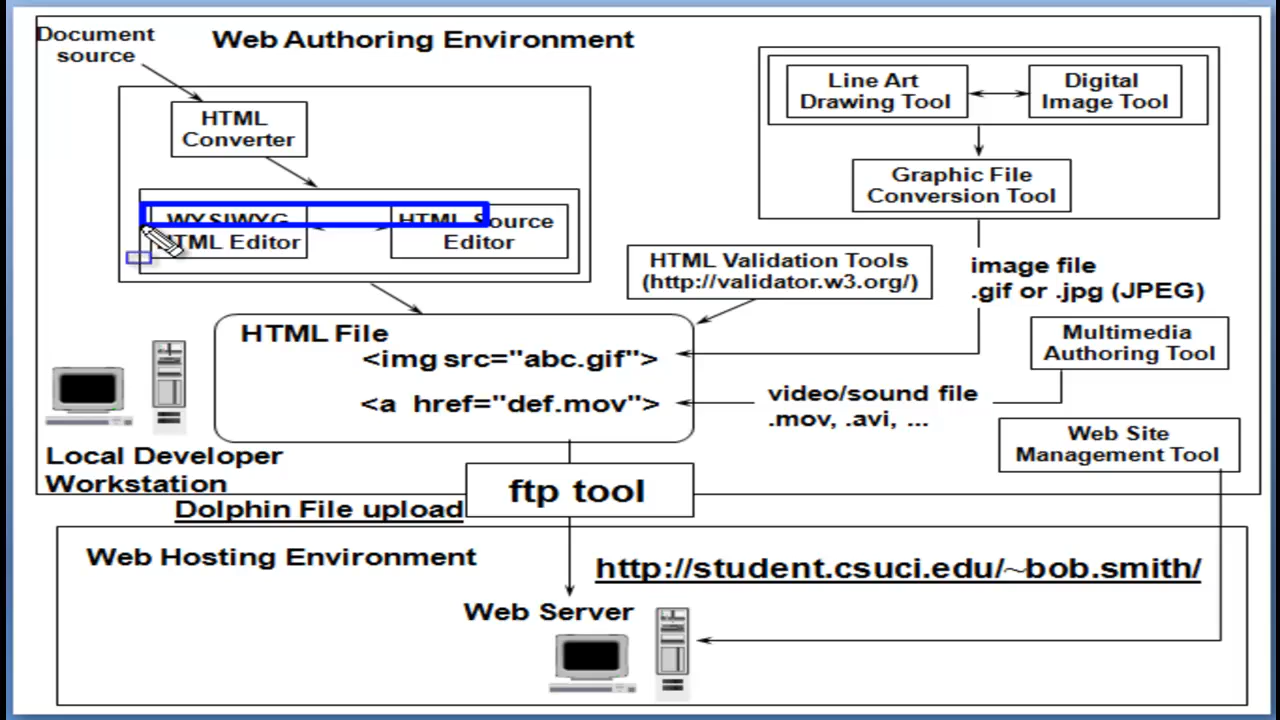 Document
source
Web Authoring Environment
HTML
Converter
WYSIWYG
HTML Editor
HTML Source
Editor
Line Art
Drawing Tool
Digital
Image Tool
Graphic File
Conversion Tool
HTML Validation Tools
(http://validator.w3.org/)
image file
.gif or .jpg (JPEG)
HTML File
<img src="abc.gif">
<a href="def.mov">
Multimedia
Authoring Tool
video/sound file
.mov, .avi, ...
Web Site
Management Tool
Local Developer
Workstation
ftp tool
Dolphin File upload
Web Hosting Environment
http://student.csuci.edu/~bob.smith/
Web Server